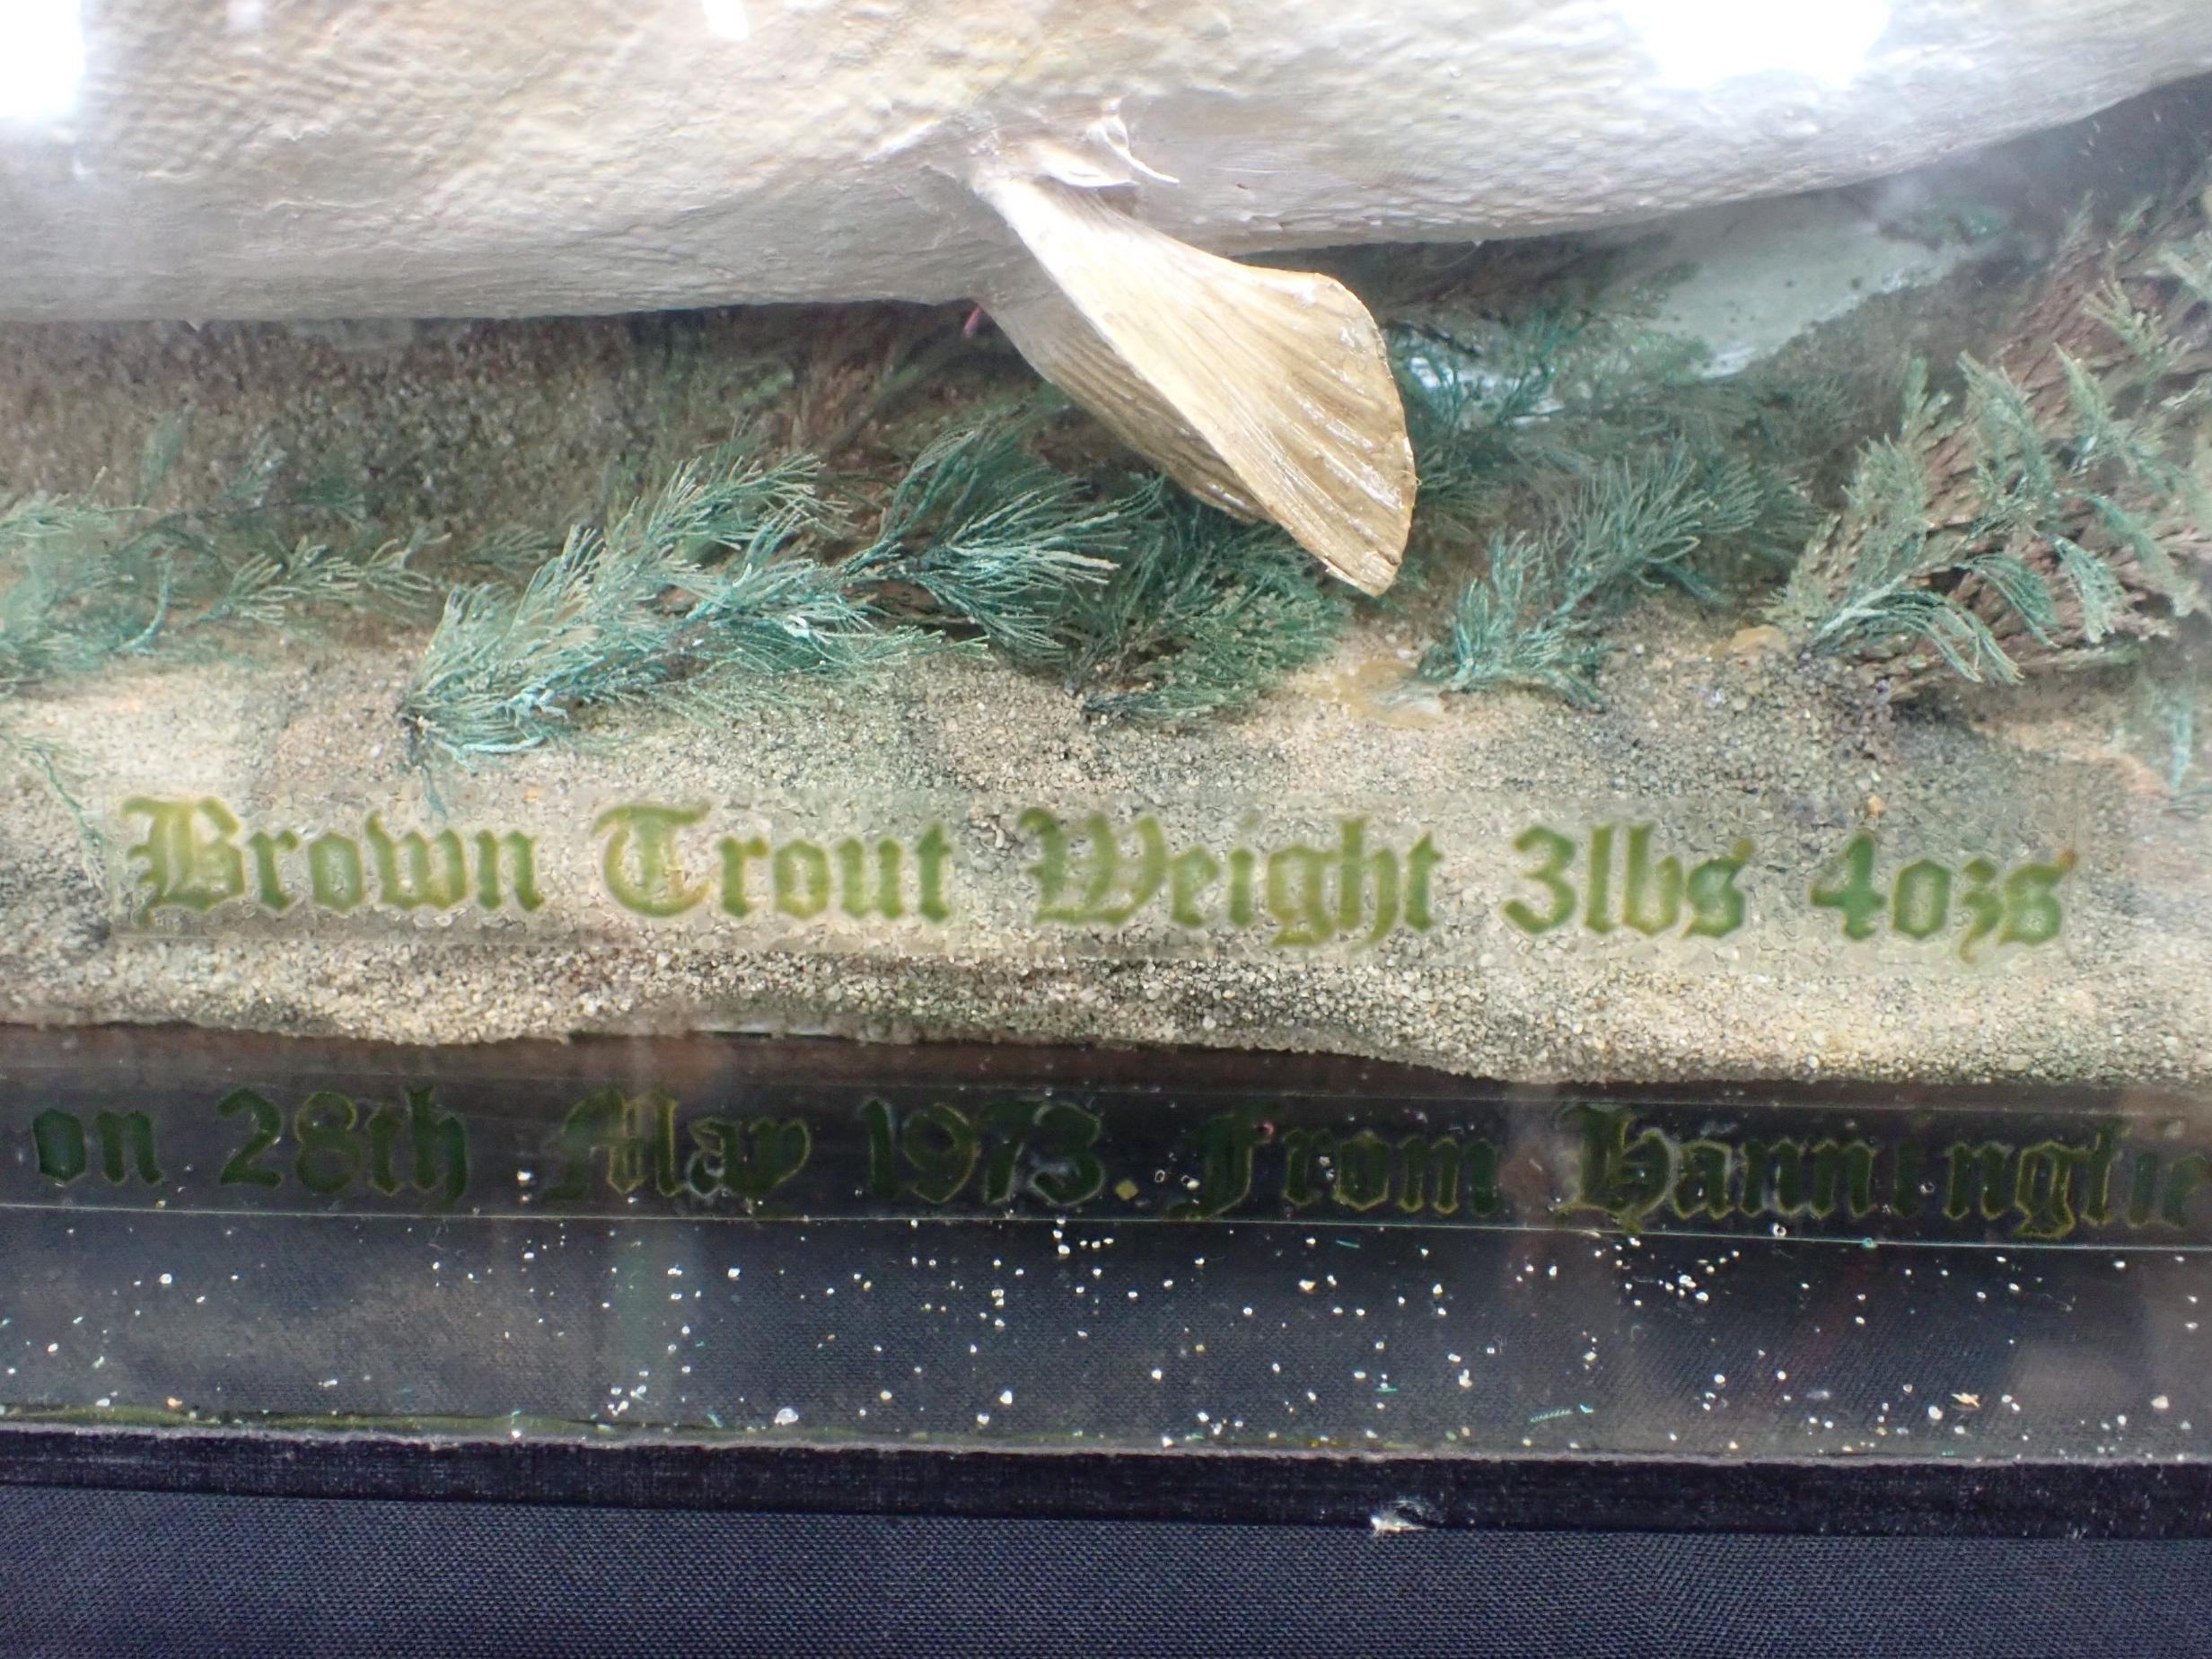 Brown Trout Weight 3lbs 4ozs
on 28th May 1973. From